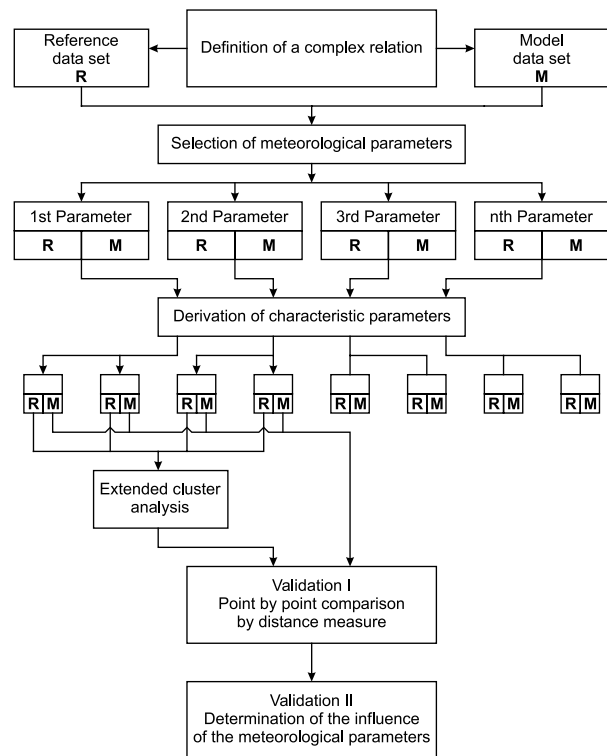 Reference
data set
R
Definition of a complex relation
Model
data set
M
Selection of meteorological parameters
1st Parameter
R M
2nd Parameter
R M
3rd Parameter
R M
nth Parameter
R M
Derivation of characteristic parameters
R M
R M
R M
R M
R M
R M
R M
R M
Extended cluster
analysis
Validation I
Point by point comparison
by distance measure
Validation II
Determination of the influence
of the meteorological parameters